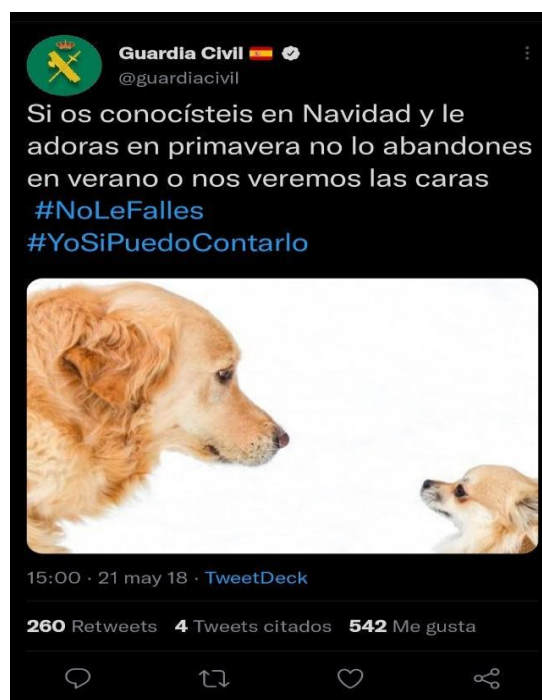 Guardia Civil
@guardiacivil
Si os conocísteis en Navidad y le
adoras en primavera no lo abandones
en verano o nos veremos las caras
#NoLeFalles
#YoSiPuedoContarlo
15:00 · 21 may 18 · TweetDeck
260 Retweets 4 Tweets citados 542 Me gusta